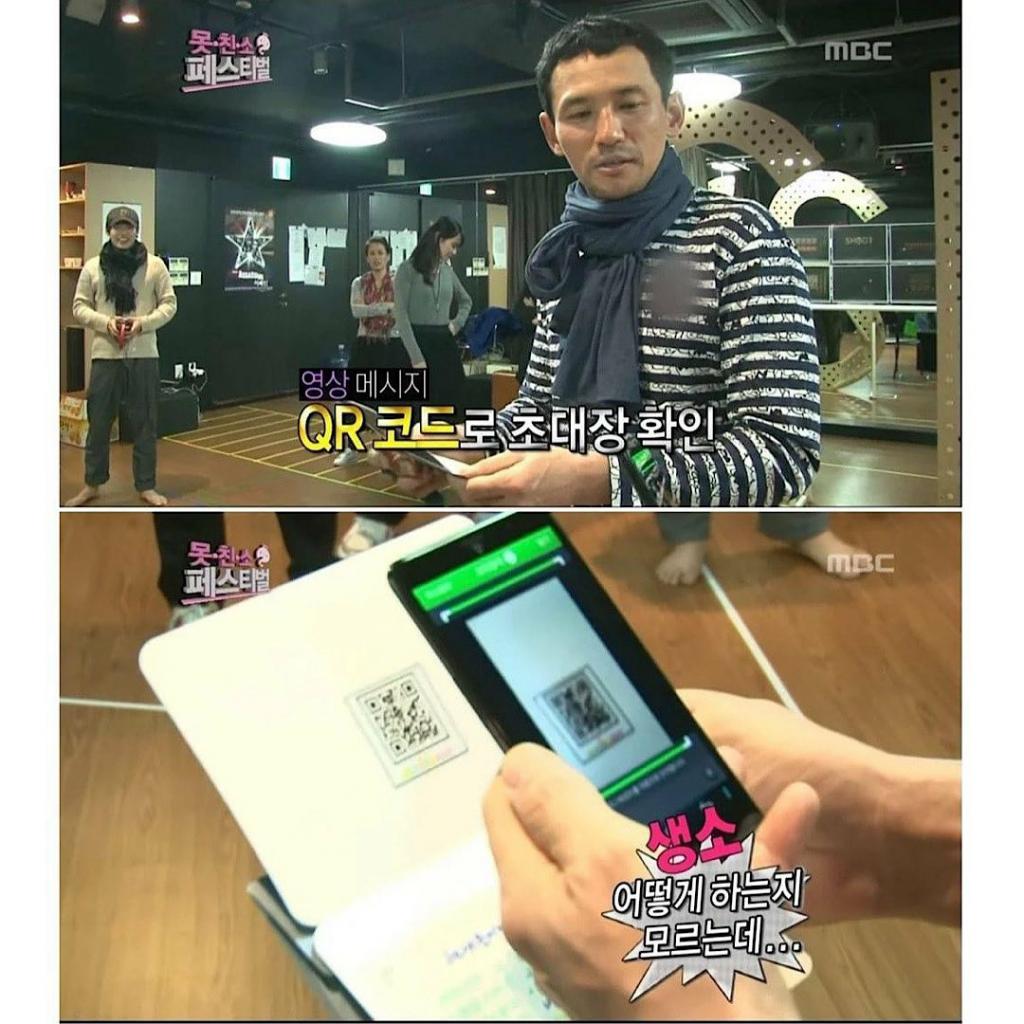 못·친·소
페스티벌
MBC
SHOOT
영상 메시지
QR 코드로 초대장 확인
못·친·소
페스티벌
MBC
생소
어떻게 하는지
모르는데...